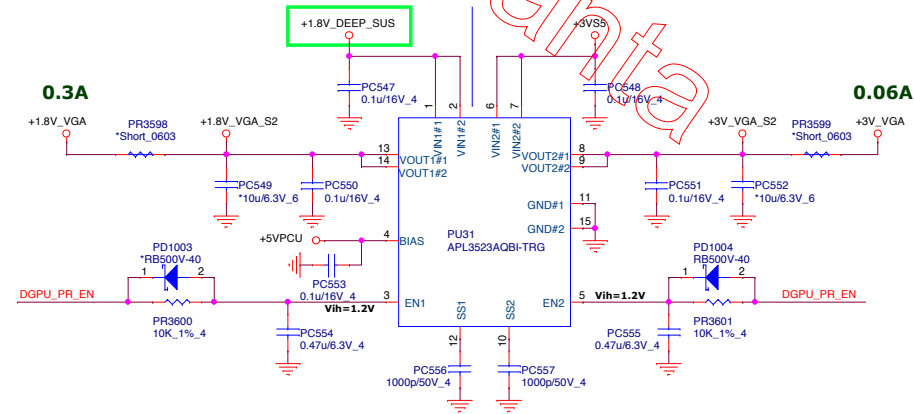 +1.8V_DEEP_SUS
+3VS5
PC547
0.1u/16V_4
PC548
0.1u/16V_4
0.3A
0.06A
+1.8V_VGA
PR3598
*Short_0603
+1.8V_VGA_S2
+3V_VGA_S2
PR3599
*Short_0603
+3V_VGA
1
2
6
7
VIN1#1
VIN1#2
VIN2#1
VIN2#2
13
14
VOUT1#1
VOUT1#2
VOUT2#1
VOUT2#2
8
9
PC549
*10u/6.3V_6
PC550
0.1u/16V_4
PC551
0.1u/16V_4
PC552
*10u/6.3V_6
GND#1
11
GND#2
15
PU31
APL3523AQBI-TRG
+5VPCU
4
BIAS
PC553
0.1u/16V_4
PD1003
*RB500V-40
1
2
DGPU_PR_EN
PR3600
10K_1%_4
Vih=1.2V
3
EN1
EN2
5
Vih=1.2V
PD1004
RB500V-40
1
2
DGPU_PR_EN
PR3601
10K_1%_4
PC554
0.47u/6.3V_4
PC555
0.47u/6.3V_4
SS1
SS2
12
10
PC556
1000p/50V_4
PC557
1000p/50V_4